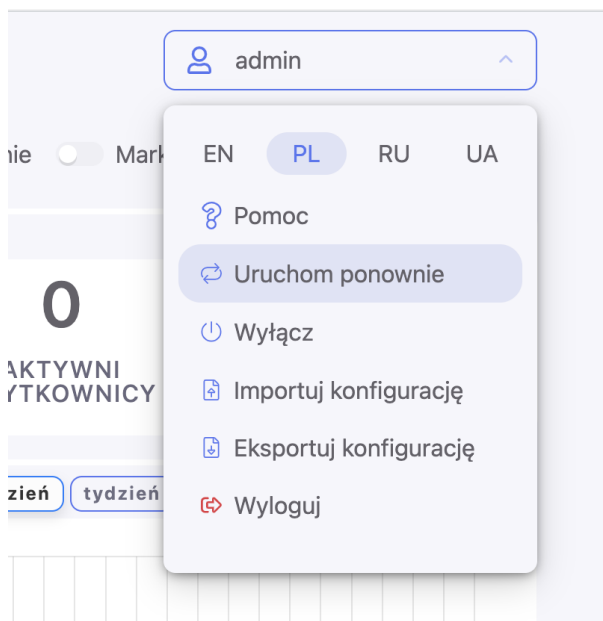 admin
EN PL RU UA
Pomoc
Uruchom ponownie
0
Wyłącz
AKTYWNI
Importuj konfigurację
Eksportuj konfigurację
tydzień
Wyloguj